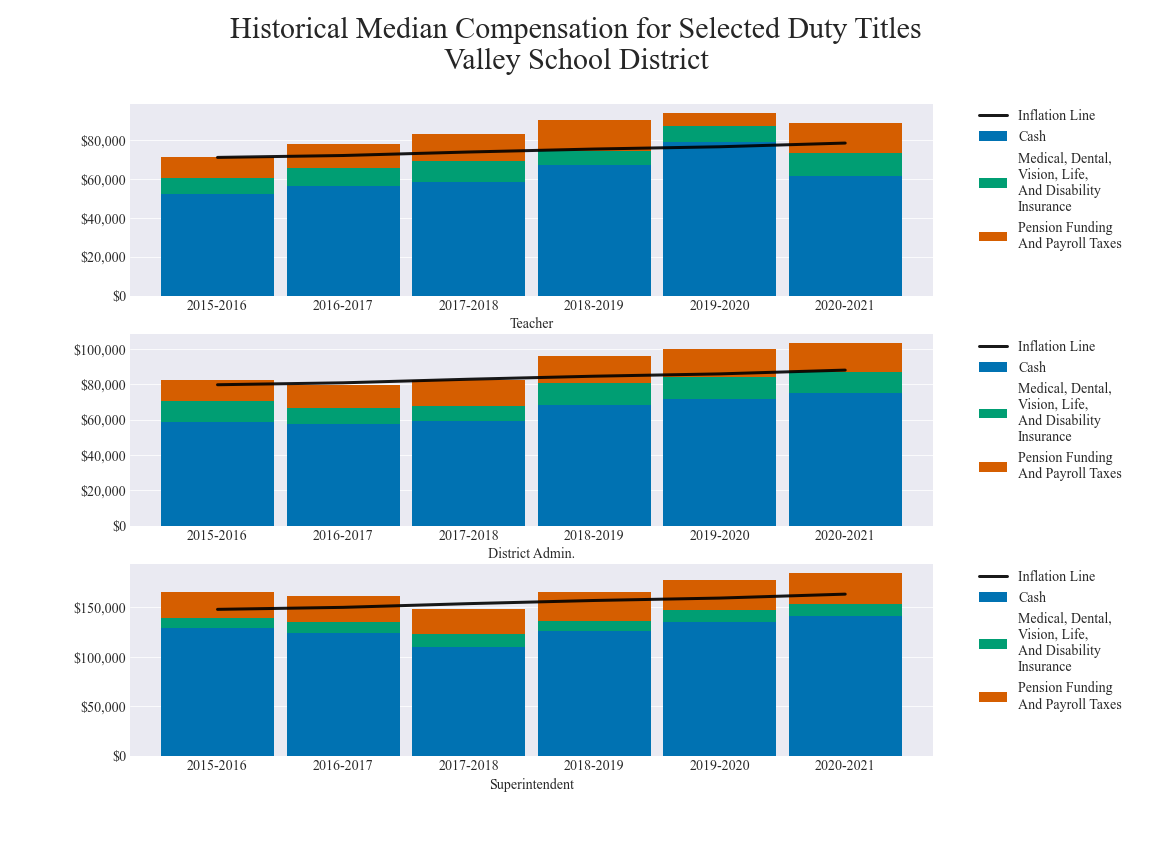 Historical Median Compensation for Selected Duty Titles
Valley School District
$80,000
$60,000
$40,000
$20,000
$0
2015-2016 2016-2017 2017-2018 2018-2019 2019-2020 2020-2021
Teacher
Inflation Line
Cash
Medical, Dental,
Vision, Life,
And Disability
Insurance
Pension Funding
And Payroll Taxes
$100,000
$80,000
$60,000
$40,000
$20,000
$0
2015-2016 2016-2017 2017-2018 2018-2019 2019-2020 2020-2021
District Admin.
Inflation Line
Cash
Medical, Dental,
Vision, Life,
And Disability
Insurance
Pension Funding
And Payroll Taxes
$150,000
$100,000
$50,000
$0
2015-2016 2016-2017 2017-2018 2018-2019 2019-2020 2020-2021
Superintendent
Inflation Line
Cash
Medical, Dental,
Vision, Life,
And Disability
Insurance
Pension Funding
And Payroll Taxes